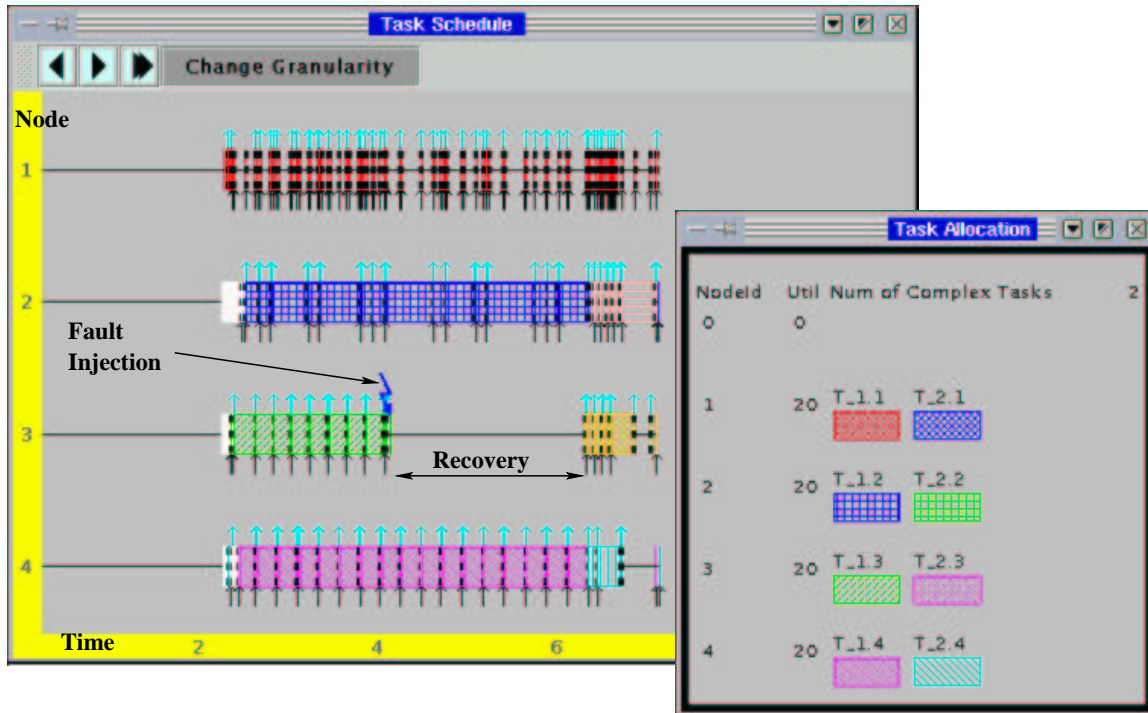 Task Schedule
Change Granularity
Node
1
2
Fault
Injection
3
Recovery
4
Time 2 4 6
Task Allocation
NodeId Util Num of Complex Tasks 2
0 0
1 20 T_1.1 T_2.1
2 20 T_1.2 T_2.2
3 20 T_1.3 T_2.3
4 20 T_1.4 T_2.4